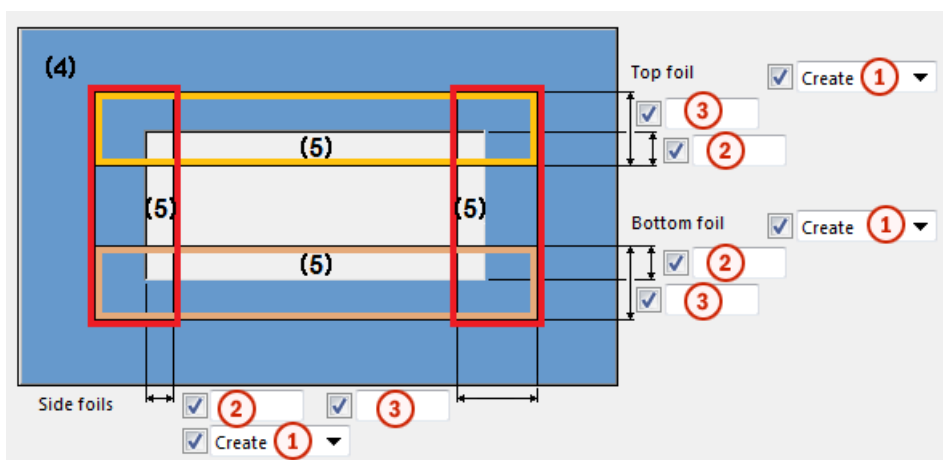 (4)
Top foil Create 1
3
(5)
2
(5) (5)
Bottom foil Create 1
(5) 2
3
Side foils 2 3
Create 1